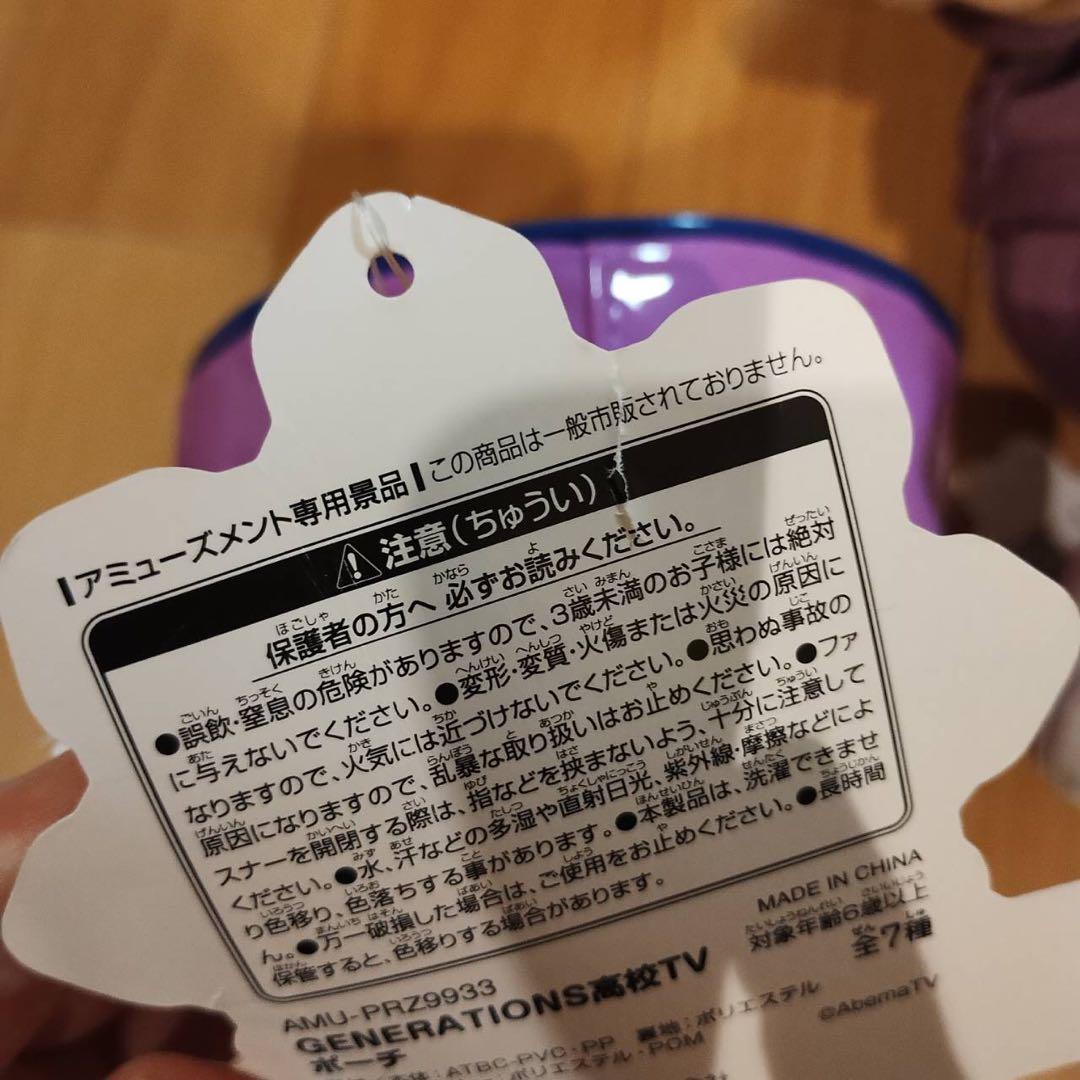 アミューズメント専用景品 この商品は一般市販されておりません。
注意(ちゅうい)
保護者の方へ 必ずお読みください。
●誤飲・窒息の危険がありますので、3歳未満のお子様には絶対
に与えないでください。●変形・変質・火傷または火災の原因に
なりますので、火気には近づけないでください。●思わぬ事故の
原因になりますので、乱暴な取り扱いはお止めください。●ファ
スナーを開閉する際は、指などを挟まないよう、十分に注意して
ください。●水、汗などの多湿や直射日光、紫外線・摩擦などによ
り色移り、色落ちする事があります。●本製品は、洗濯できませ
ん。●万一破損した場合は、ご使用をお止めください。●長時間
保管すると、色移りする場合があります。
MADE IN CHINA
対象年齢6歳以上
全7種
AMU-PRZ9933
GENERATIONS高校TV
ポーチ
©AbemaTV
本体:ATBC-PVC・PP 裏地:ポリエステル
ポリエステル・POM